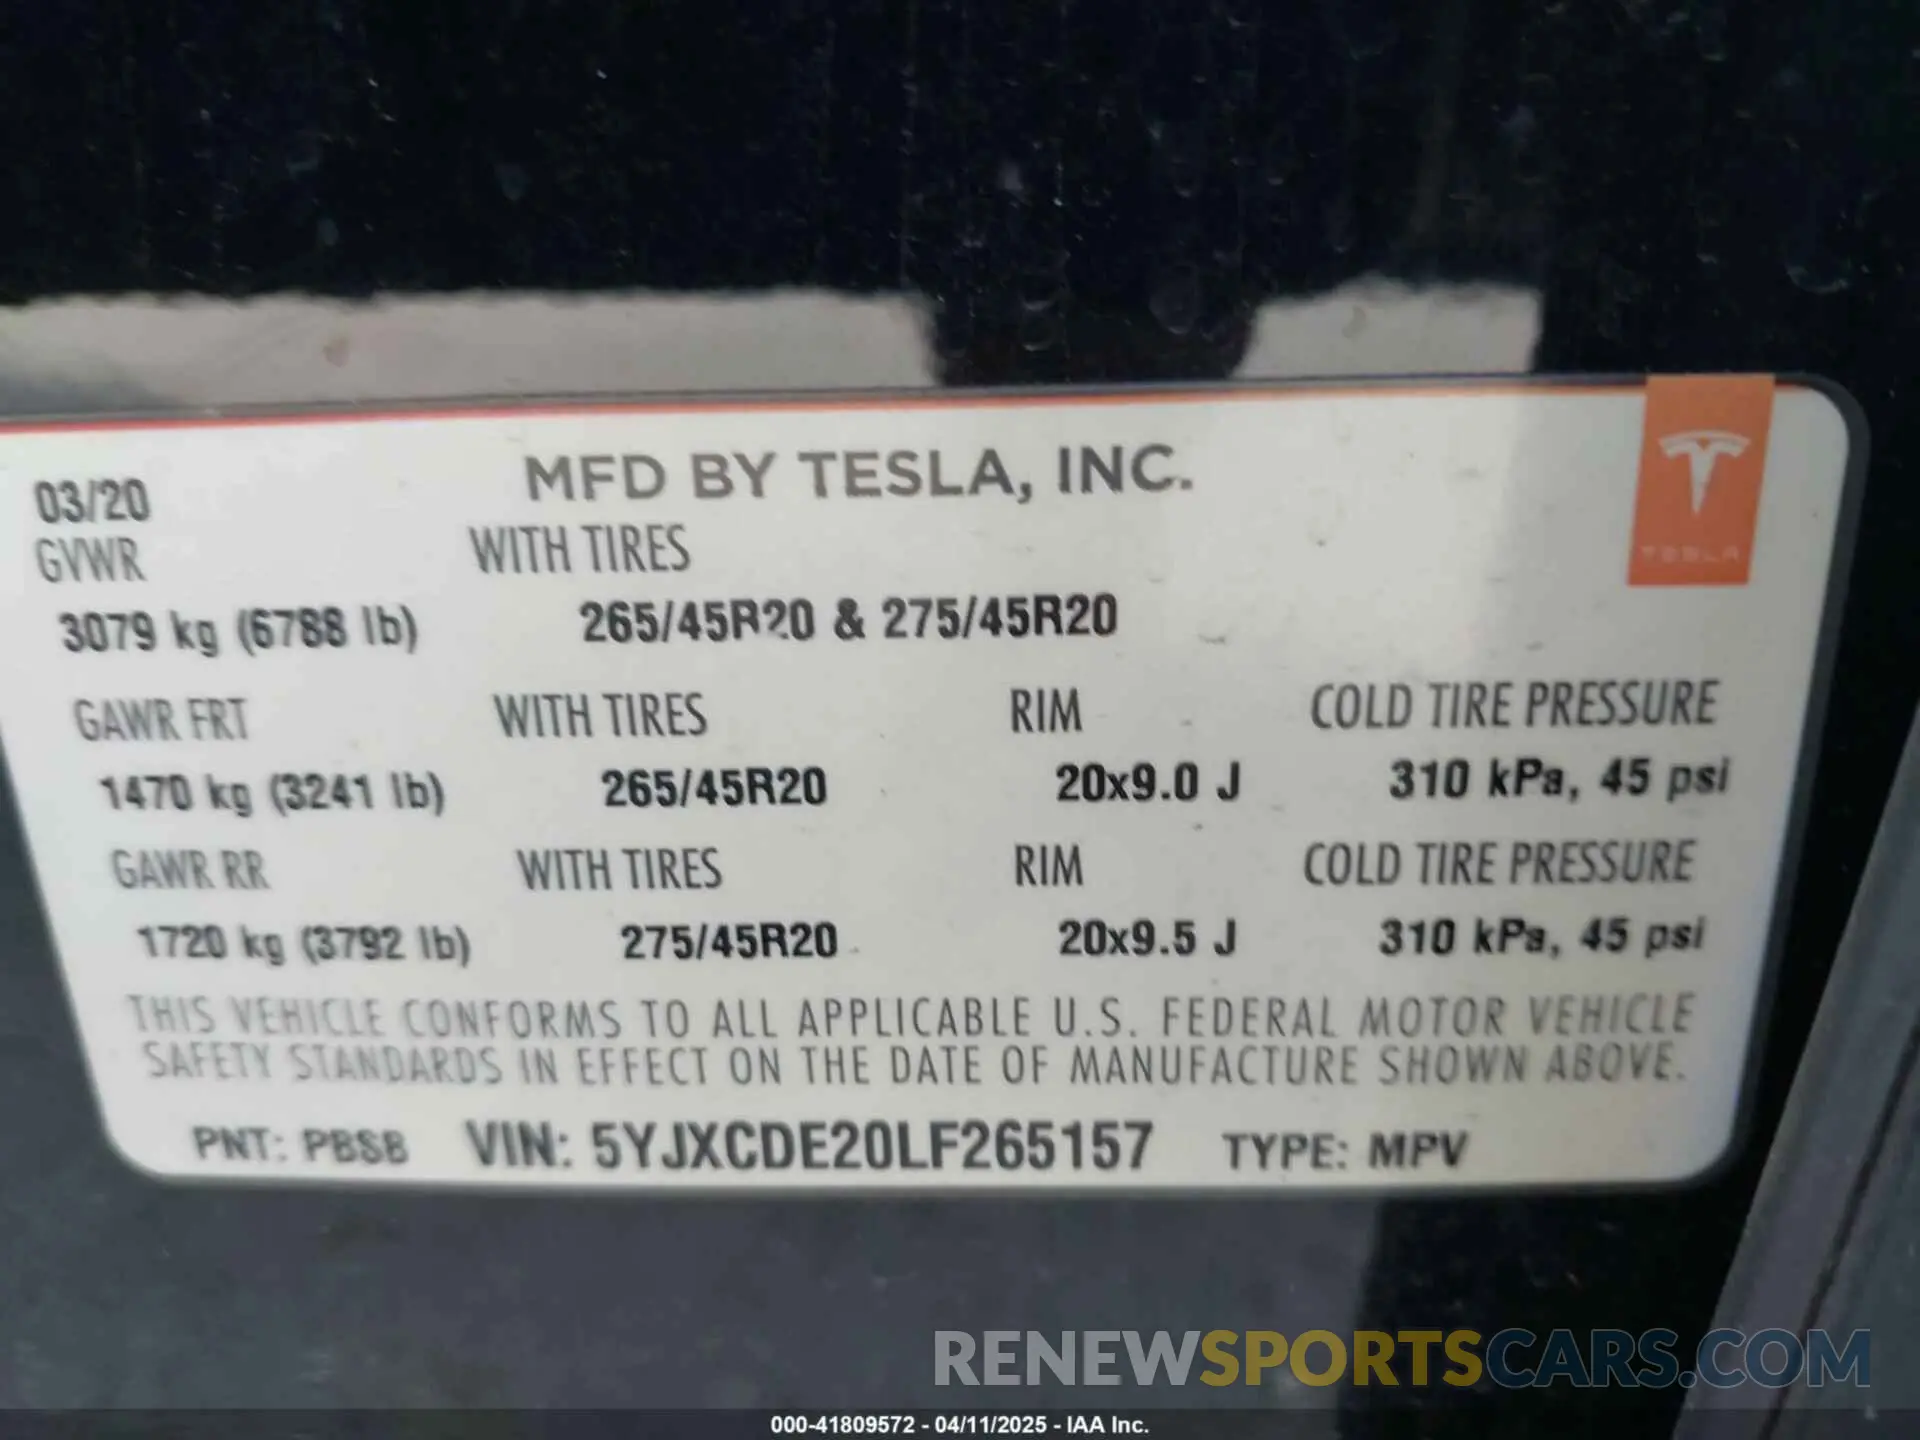 MFD BY TESLA, INC.
03/20
TESLA
GVWR WITH TIRES
3079 kg (6788 lb) 265/45R20 & 275/45R20
GAWR FRT WITH TIRES RIM COLD TIRE PRESSURE
1470 kg (3241 lb) 265/45R20 20x9.0 J 310 kPa, 45 psi
GAWR RR WITH TIRES RIM COLD TIRE PRESSURE
1720 kg (3792 lb) 275/45R20 20x9.5 J 310 kPa, 45 psi
THIS VEHICLE CONFORMS TO ALL APPLICABLE U.S. FEDERAL MOTOR VEHICLE
SAFETY STANDARDS IN EFFECT ON THE DATE OF MANUFACTURE SHOWN ABOVE.
PNT: PBSB VIN: 5YJXCDE20LF265157 TYPE: MPV
RENEWSPORTSCARS.COM
000-41809572 - 04/11/2025 - IAA Inc.